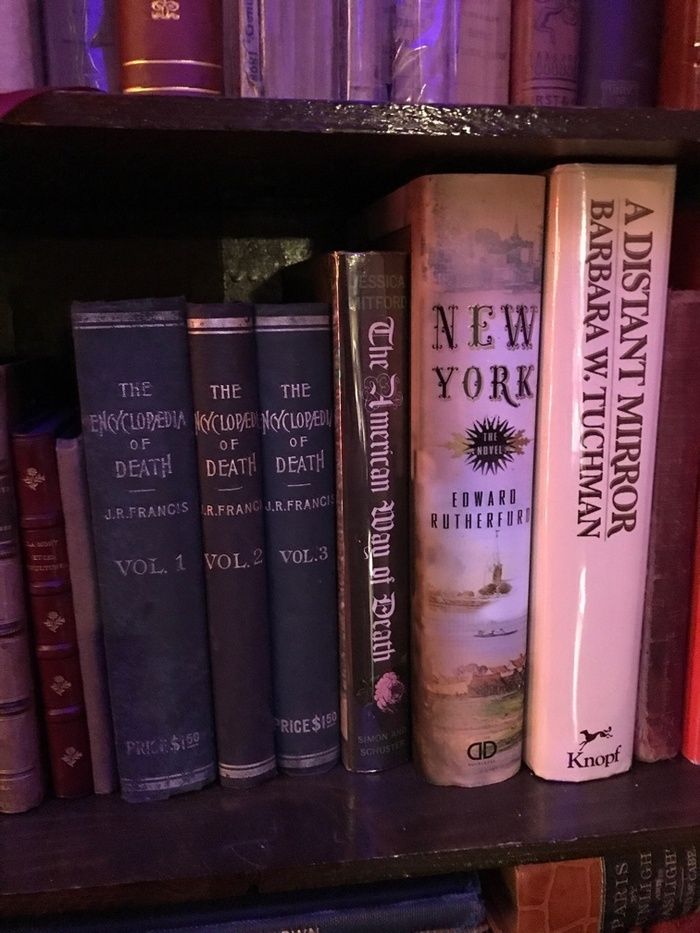 THE
ENCYCLOPÆDIA
OF
DEATH
J.R.FRANCIS
VOL. 1
PRICE $1.50
THE
ENCYCLOPÆDIA
OF
DEATH
J.R.FRANCIS
VOL. 2
THE
ENCYCLOPÆDIA
OF
DEATH
J.R.FRANCIS
VOL. 3
PRICE $1.50
JESSICA
MITFORD
The American Way of Death
SIMON AND
SCHUSTER
NEW
YORK
THE
NOVEL
EDWARD
RUTHERFURD
DD
A DISTANT MIRROR
BARBARA W. TUCHMAN
Knopf
PARIS